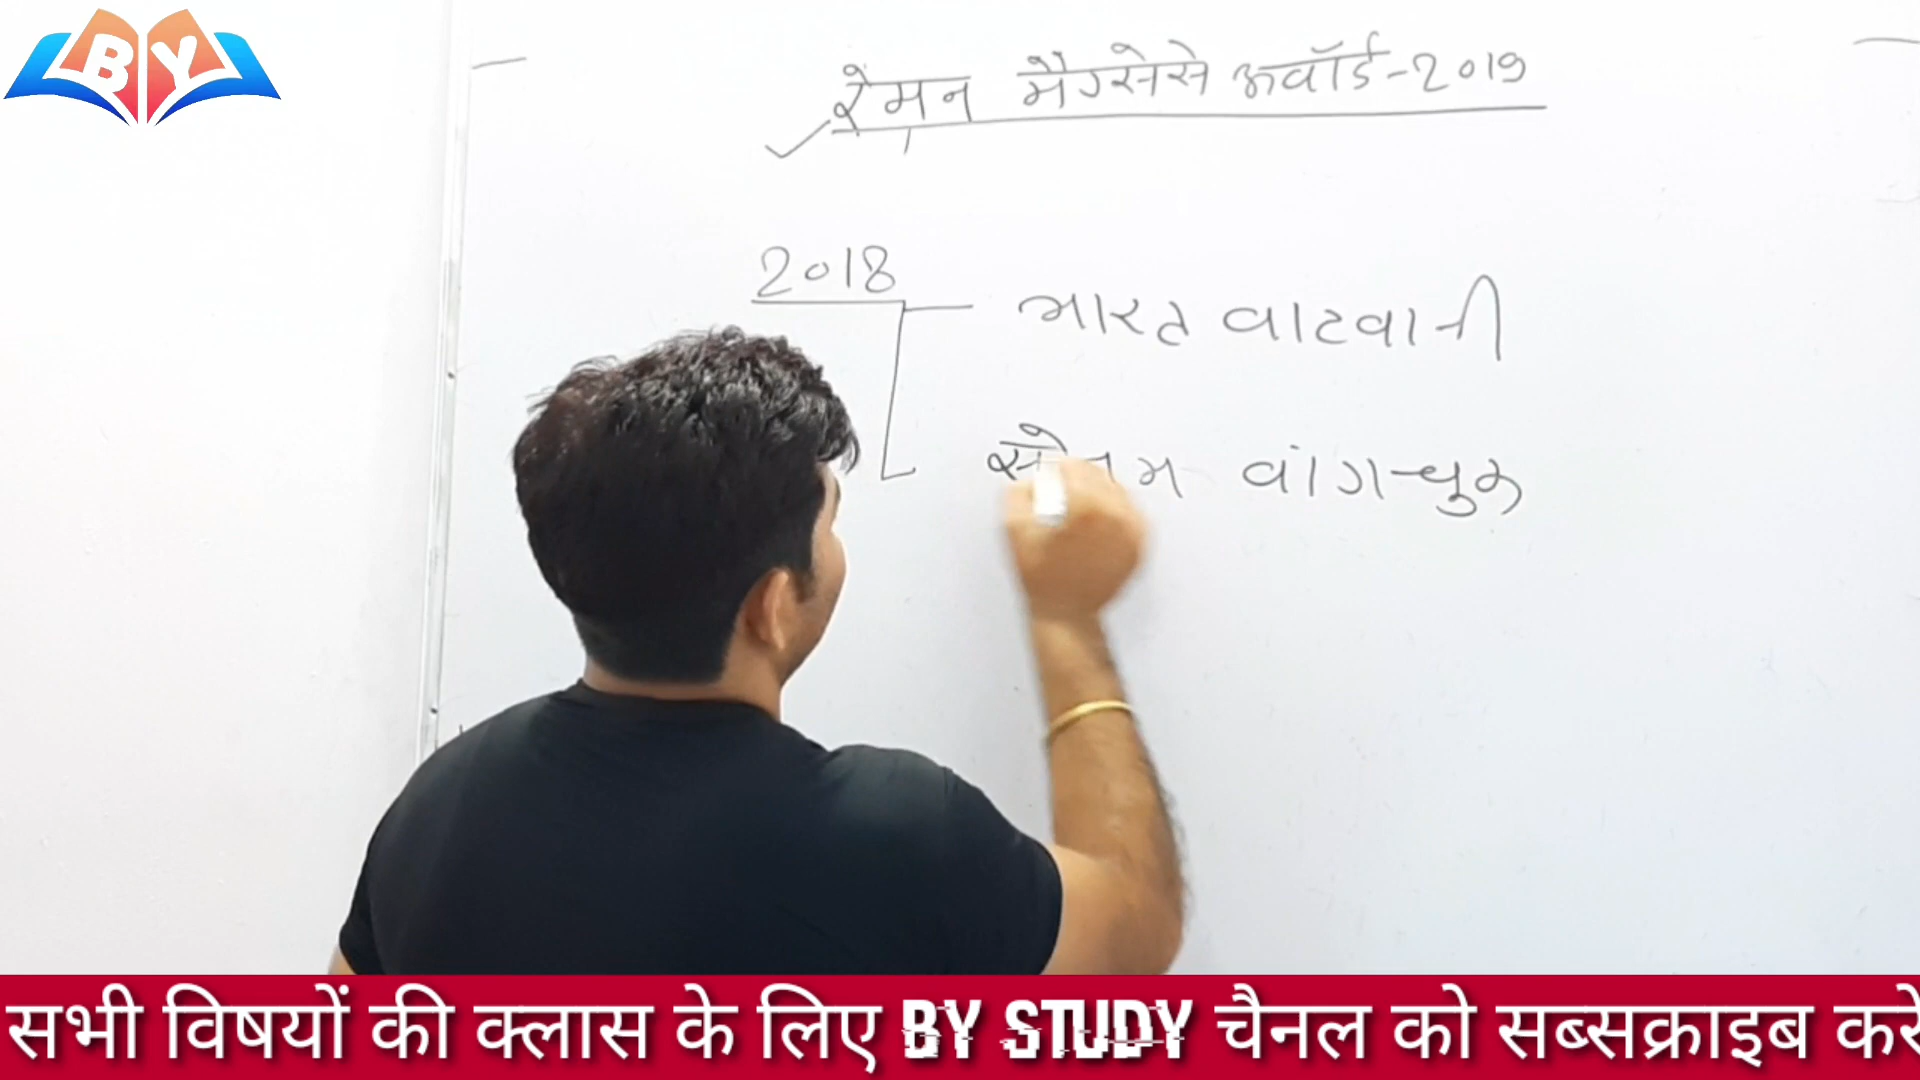 BY
रेमन मैग्सेसे अवॉर्ड-2019
2018
भारत वाटवानी
वांगचुक
सभी विषयों की क्लास के लिए BY STUDY चैनल को सब्सक्राइब करे